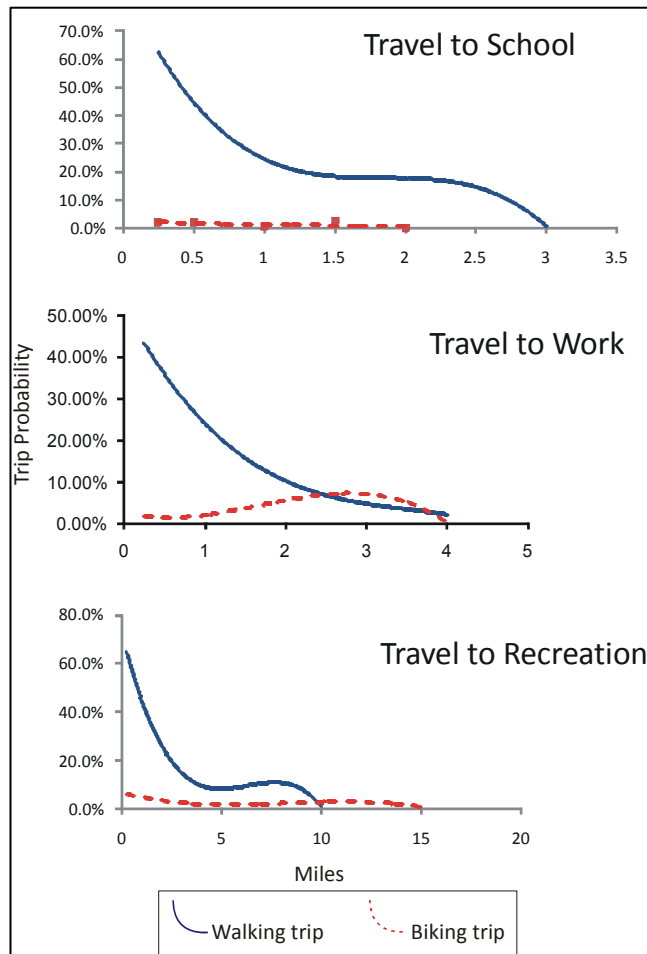 Travel to School
70.0%
60.0%
50.0%
40.0%
30.0%
20.0%
10.0%
0.0%
0 0.5 1 1.5 2 2.5 3 3.5
Travel to Work
Trip Probability
50.00%
40.00%
30.00%
20.00%
10.00%
0.00%
0 1 2 3 4 5
Travel to Recreation
80.0%
60.0%
40.0%
20.0%
0.0%
0 5 10 15 20
Miles
Walking trip Biking trip